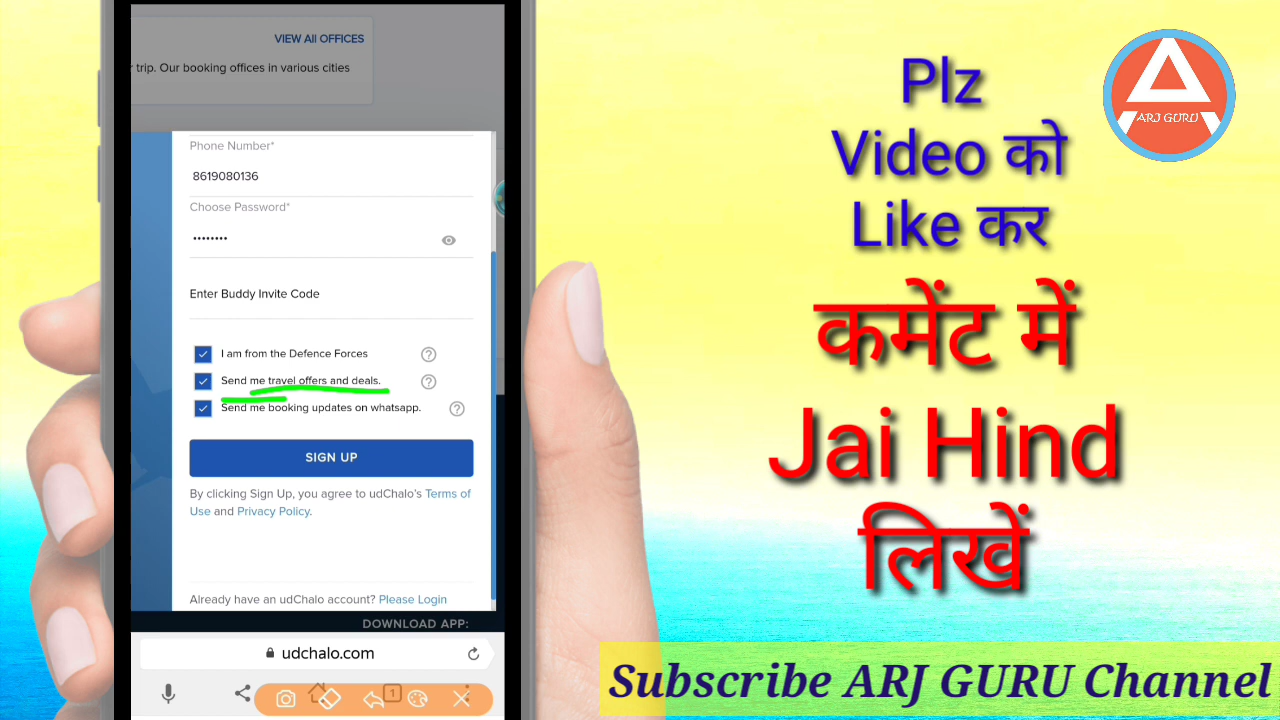 VIEW All OFFICES
r trip. Our booking offices in various cities
Phone Number*
8619080136
Choose Password*
••••••••
Enter Buddy Invite Code
I am from the Defence Forces
Send me travel offers and deals.
Send me booking updates on whatsapp.
SIGN UP
By clicking Sign Up, you agree to udChalo's Terms of
Use and Privacy Policy.
Already have an udChalo account? Please Login
DOWNLOAD APP:
udchalo.com
1
Plz
Video को
Like कर
कमेंट में
Jai Hind
लिखें
ARJ GURU
Subscribe ARJ GURU Channel